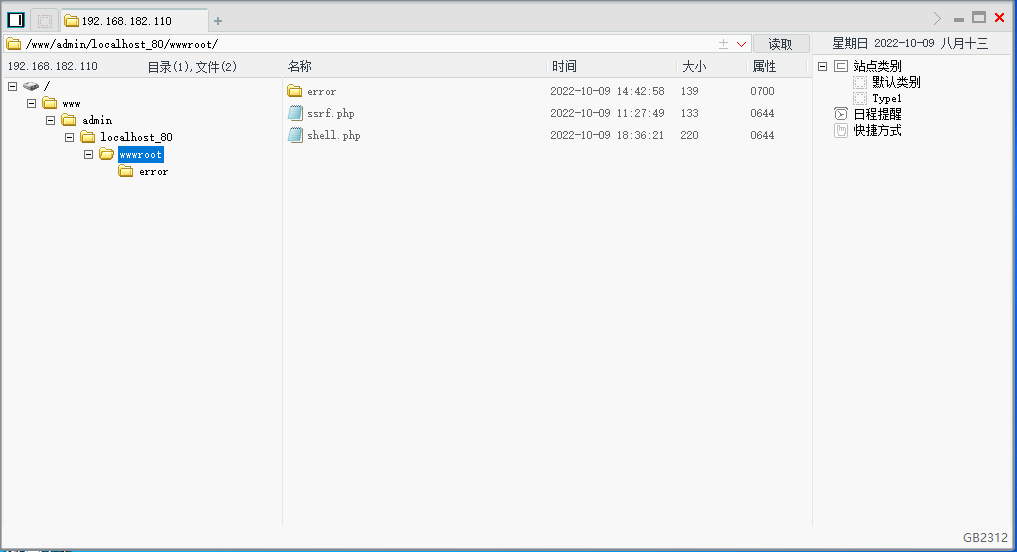 192.168.182.110
/www/admin/localhost_80/wwwroot/
读取
星期日 2022-10-09 八月十三
192.168.182.110 目录(1),文件(2)
名称 时间 大小 属性
/
www
admin
localhost_80
wwwroot
error
error 2022-10-09 14:42:58 139 0700
ssrf.php 2022-10-09 11:27:49 133 0644
shell.php 2022-10-09 18:36:21 220 0644
站点类别
默认类别
Type1
日程提醒
快捷方式
GB2312